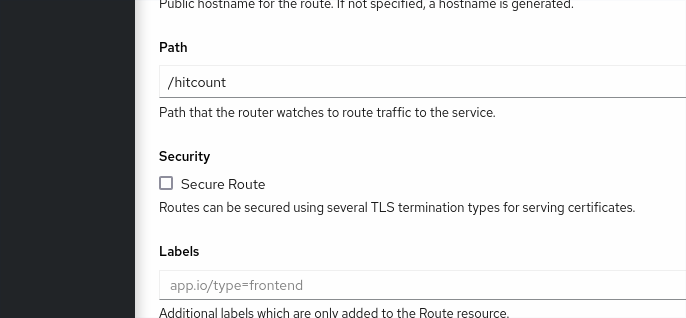 Public hostname for the route. If not specified, a hostname is generated.
Path
/hitcount
Path that the router watches to route traffic to the service.
Security
Secure Route
Routes can be secured using several TLS termination types for serving certificates.
Labels
app.io/type=frontend
Additional labels which are only added to the Route resource.